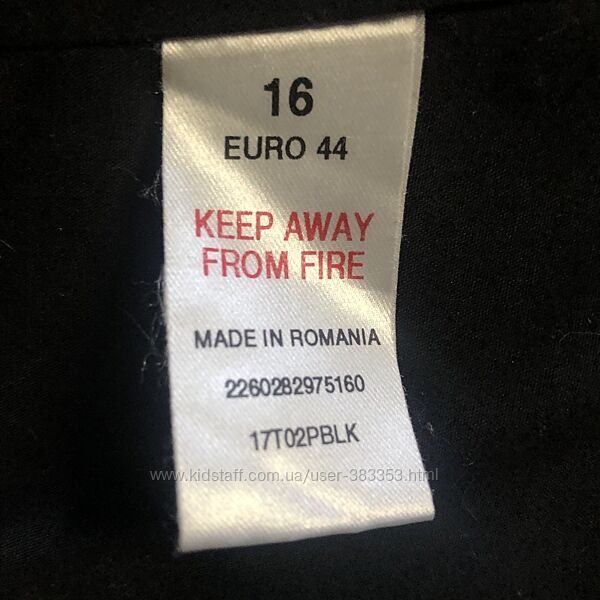 16
EURO 44
KEEP AWAY
FROM FIRE
MADE IN ROMANIA
2260282975160
17T02PBLK
www.kidstaff.com.ua/user-383353.html